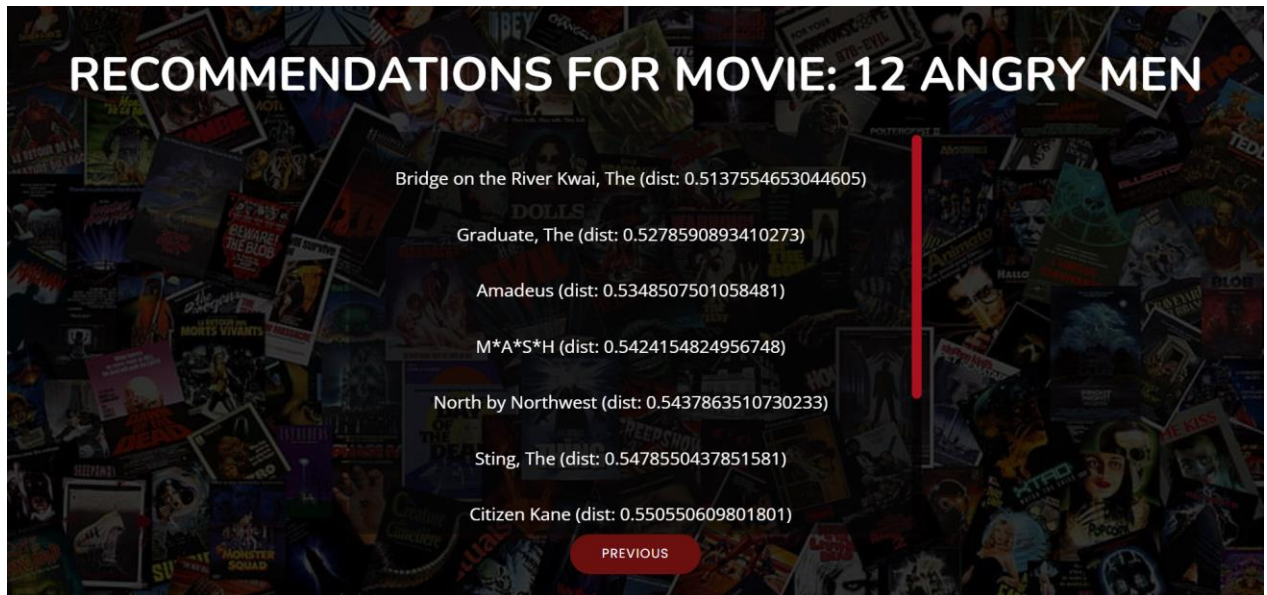 RECOMMENDATIONS FOR MOVIE: 12 ANGRY MEN
Bridge on the River Kwai, The (dist: 0.5137554653044605)
Graduate, The (dist: 0.5278590893410273)
Amadeus (dist: 0.5348507501058481)
M*A*S*H (dist: 0.5424154824956748)
North by Northwest (dist: 0.5437863510730233)
Sting, The (dist: 0.5478550437851581)
Citizen Kane (dist: 0.550550609801801)
PREVIOUS